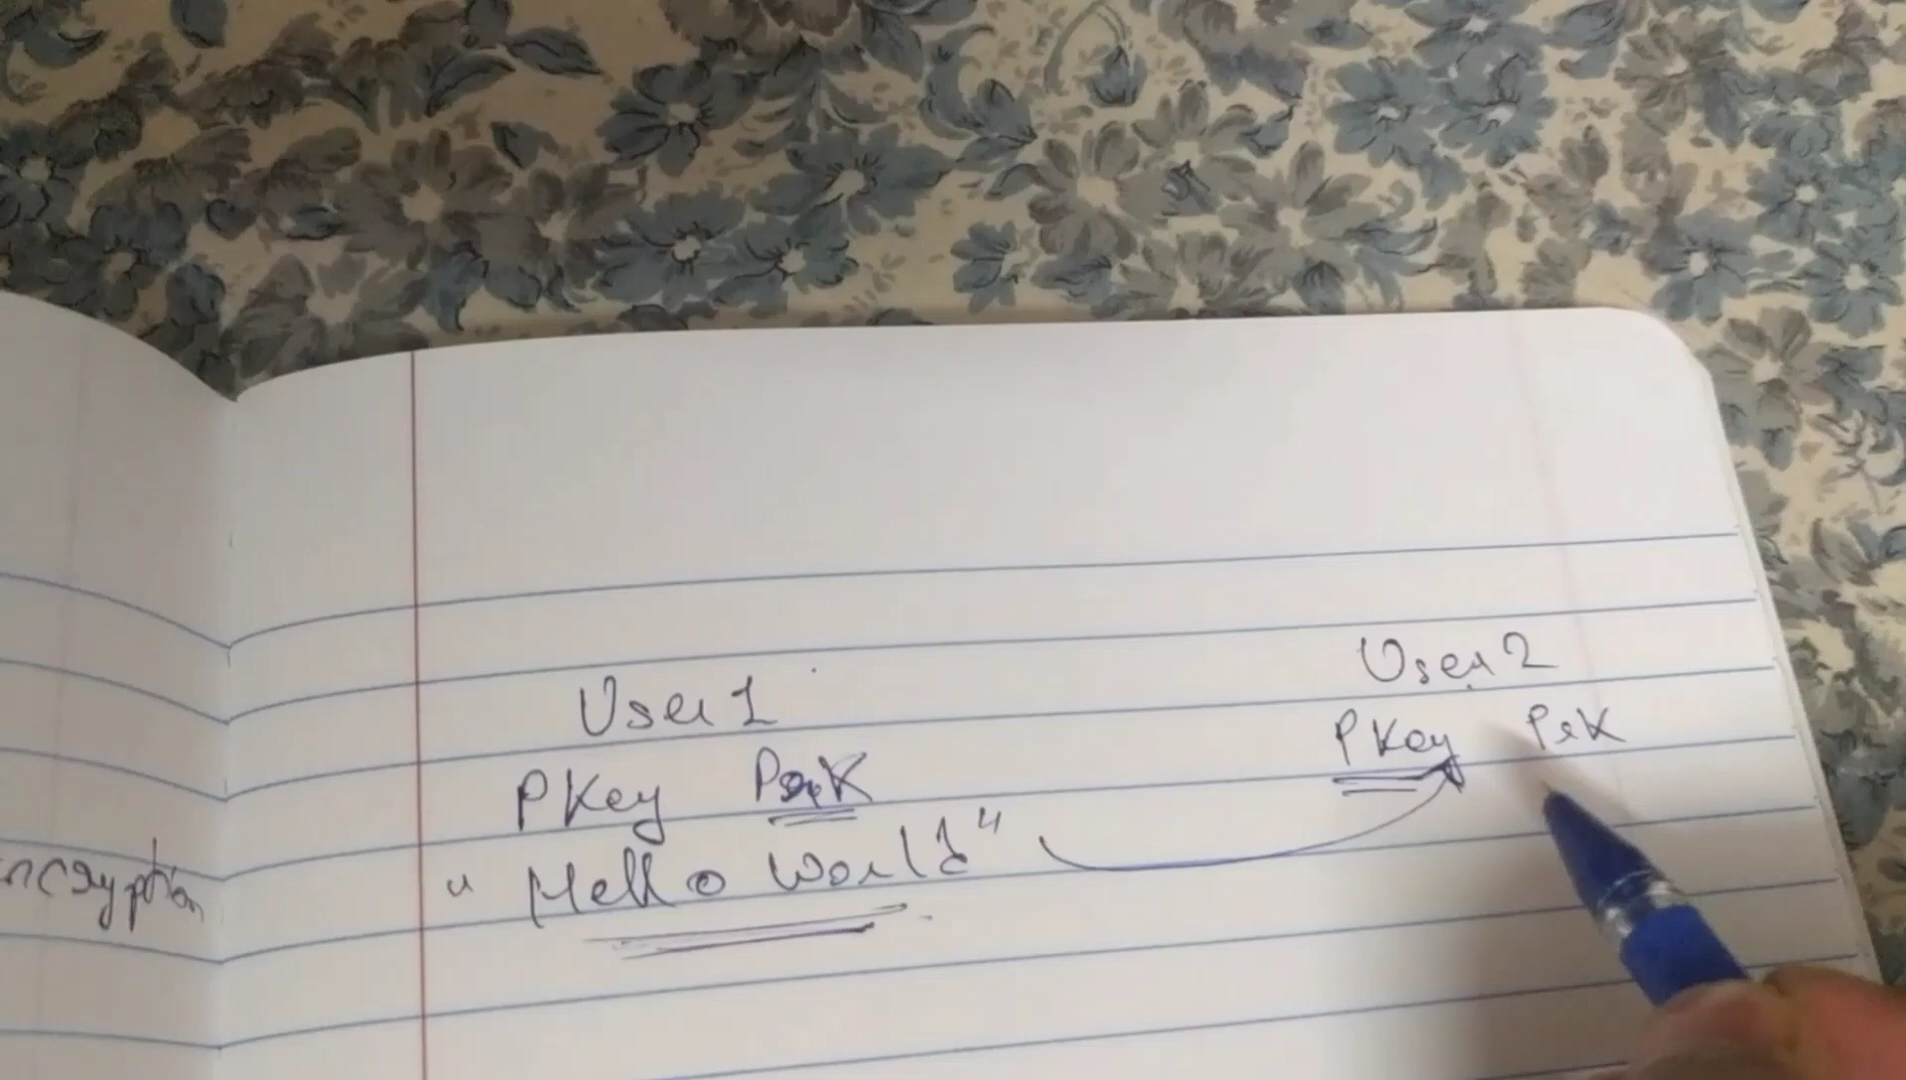 User 1
PKey PrK
"Hello World"
User 2
PKey PrK
ncryption